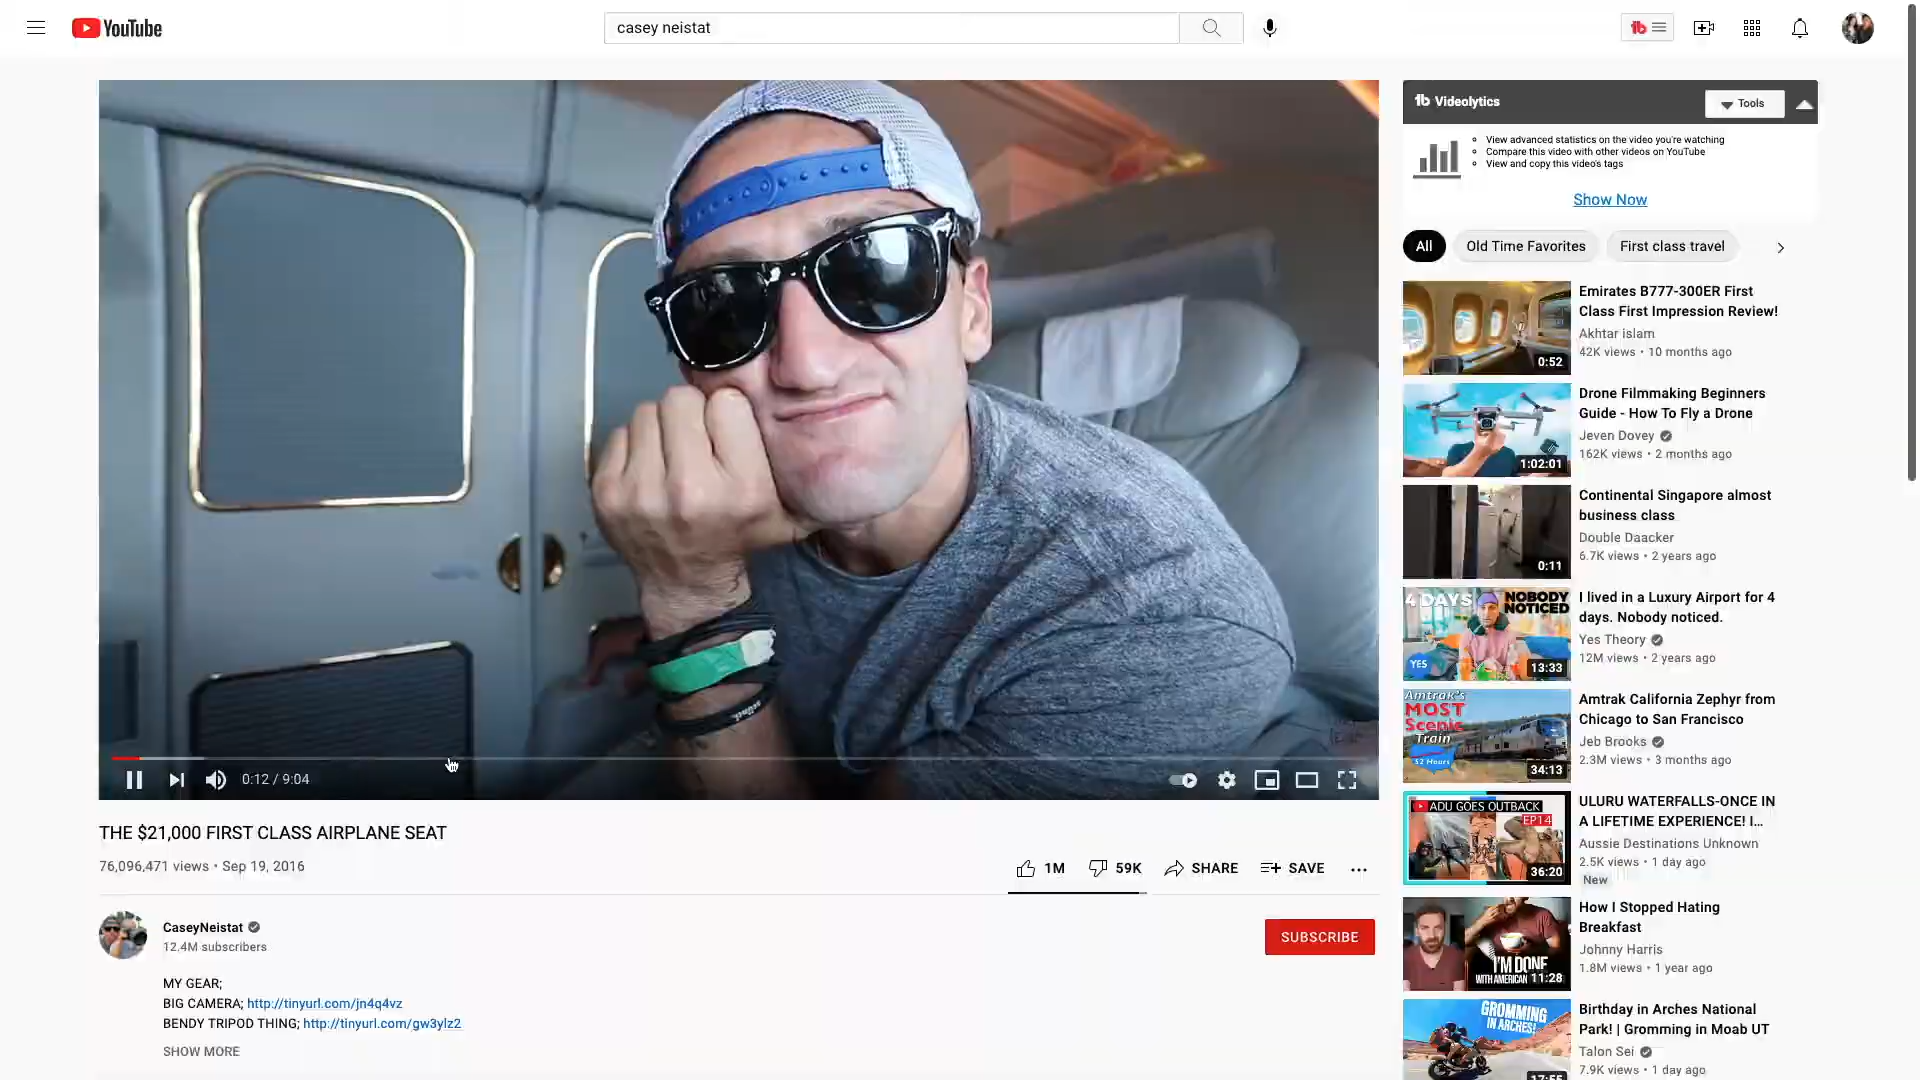 YouTube
casey neistat
0:12 / 9:04
THE $21,000 FIRST CLASS AIRPLANE SEAT
76,096,471 views • Sep 19, 2016
1M
59K
SHARE
SAVE
CaseyNeistat
12.4M subscribers
SUBSCRIBE
MY GEAR;
BIG CAMERA; http://tinyurl.com/jn4q4vz
BENDY TRIPOD THING; http://tinyurl.com/gw3ylz2
SHOW MORE
tb Videolytics
Tools
View advanced statistics on the video you're watching
Compare this video with other videos on YouTube
View and copy this video's tags
Show Now
All
Old Time Favorites
First class travel
0:52
Emirates B777-300ER First
Class First Impression Review!
Akhtar islam
42K views • 10 months ago
1:02:01
Drone Filmmaking Beginners
Guide - How To Fly a Drone
Jeven Dovey
162K views • 2 months ago
0:11
Continental Singapore almost
business class
Double Daacker
6.7K views • 2 years ago
4 DAYS
NOBODY
NOTICED
YES
13:33
I lived in a Luxury Airport for 4
days. Nobody noticed.
Yes Theory
12M views • 2 years ago
Amtrak's
MOST
Scenic
Train
52 Hours
34:13
Amtrak California Zephyr from
Chicago to San Francisco
Jeb Brooks
2.3M views • 3 months ago
ADU GOES OUTBACK
EP14
36:20
ULURU WATERFALLS-ONCE IN
A LIFETIME EXPERIENCE! I...
Aussie Destinations Unknown
2.5K views • 1 day ago
New
I'M DONE
WITH AMERICAN
11:28
How I Stopped Hating
Breakfast
Johnny Harris
1.8M views • 1 year ago
GROMMING
IN ARCHES!
17:55
Birthday in Arches National
Park! | Gromming in Moab UT
Talon Sei
7.9K views • 1 day ago